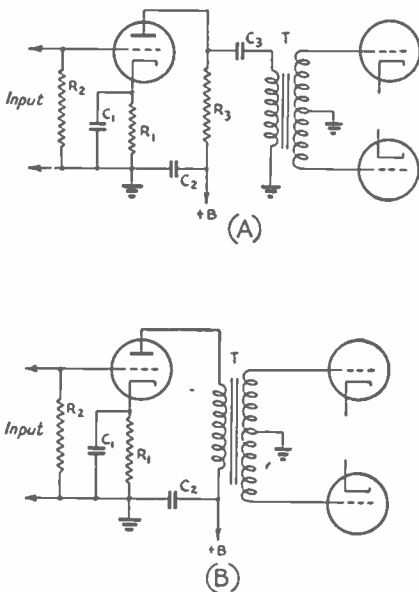 C3
T
R2
Input
C1
R1
R3
C2
+B
(A)
T
R2
Input
C1
R1
C2
+B
(B)